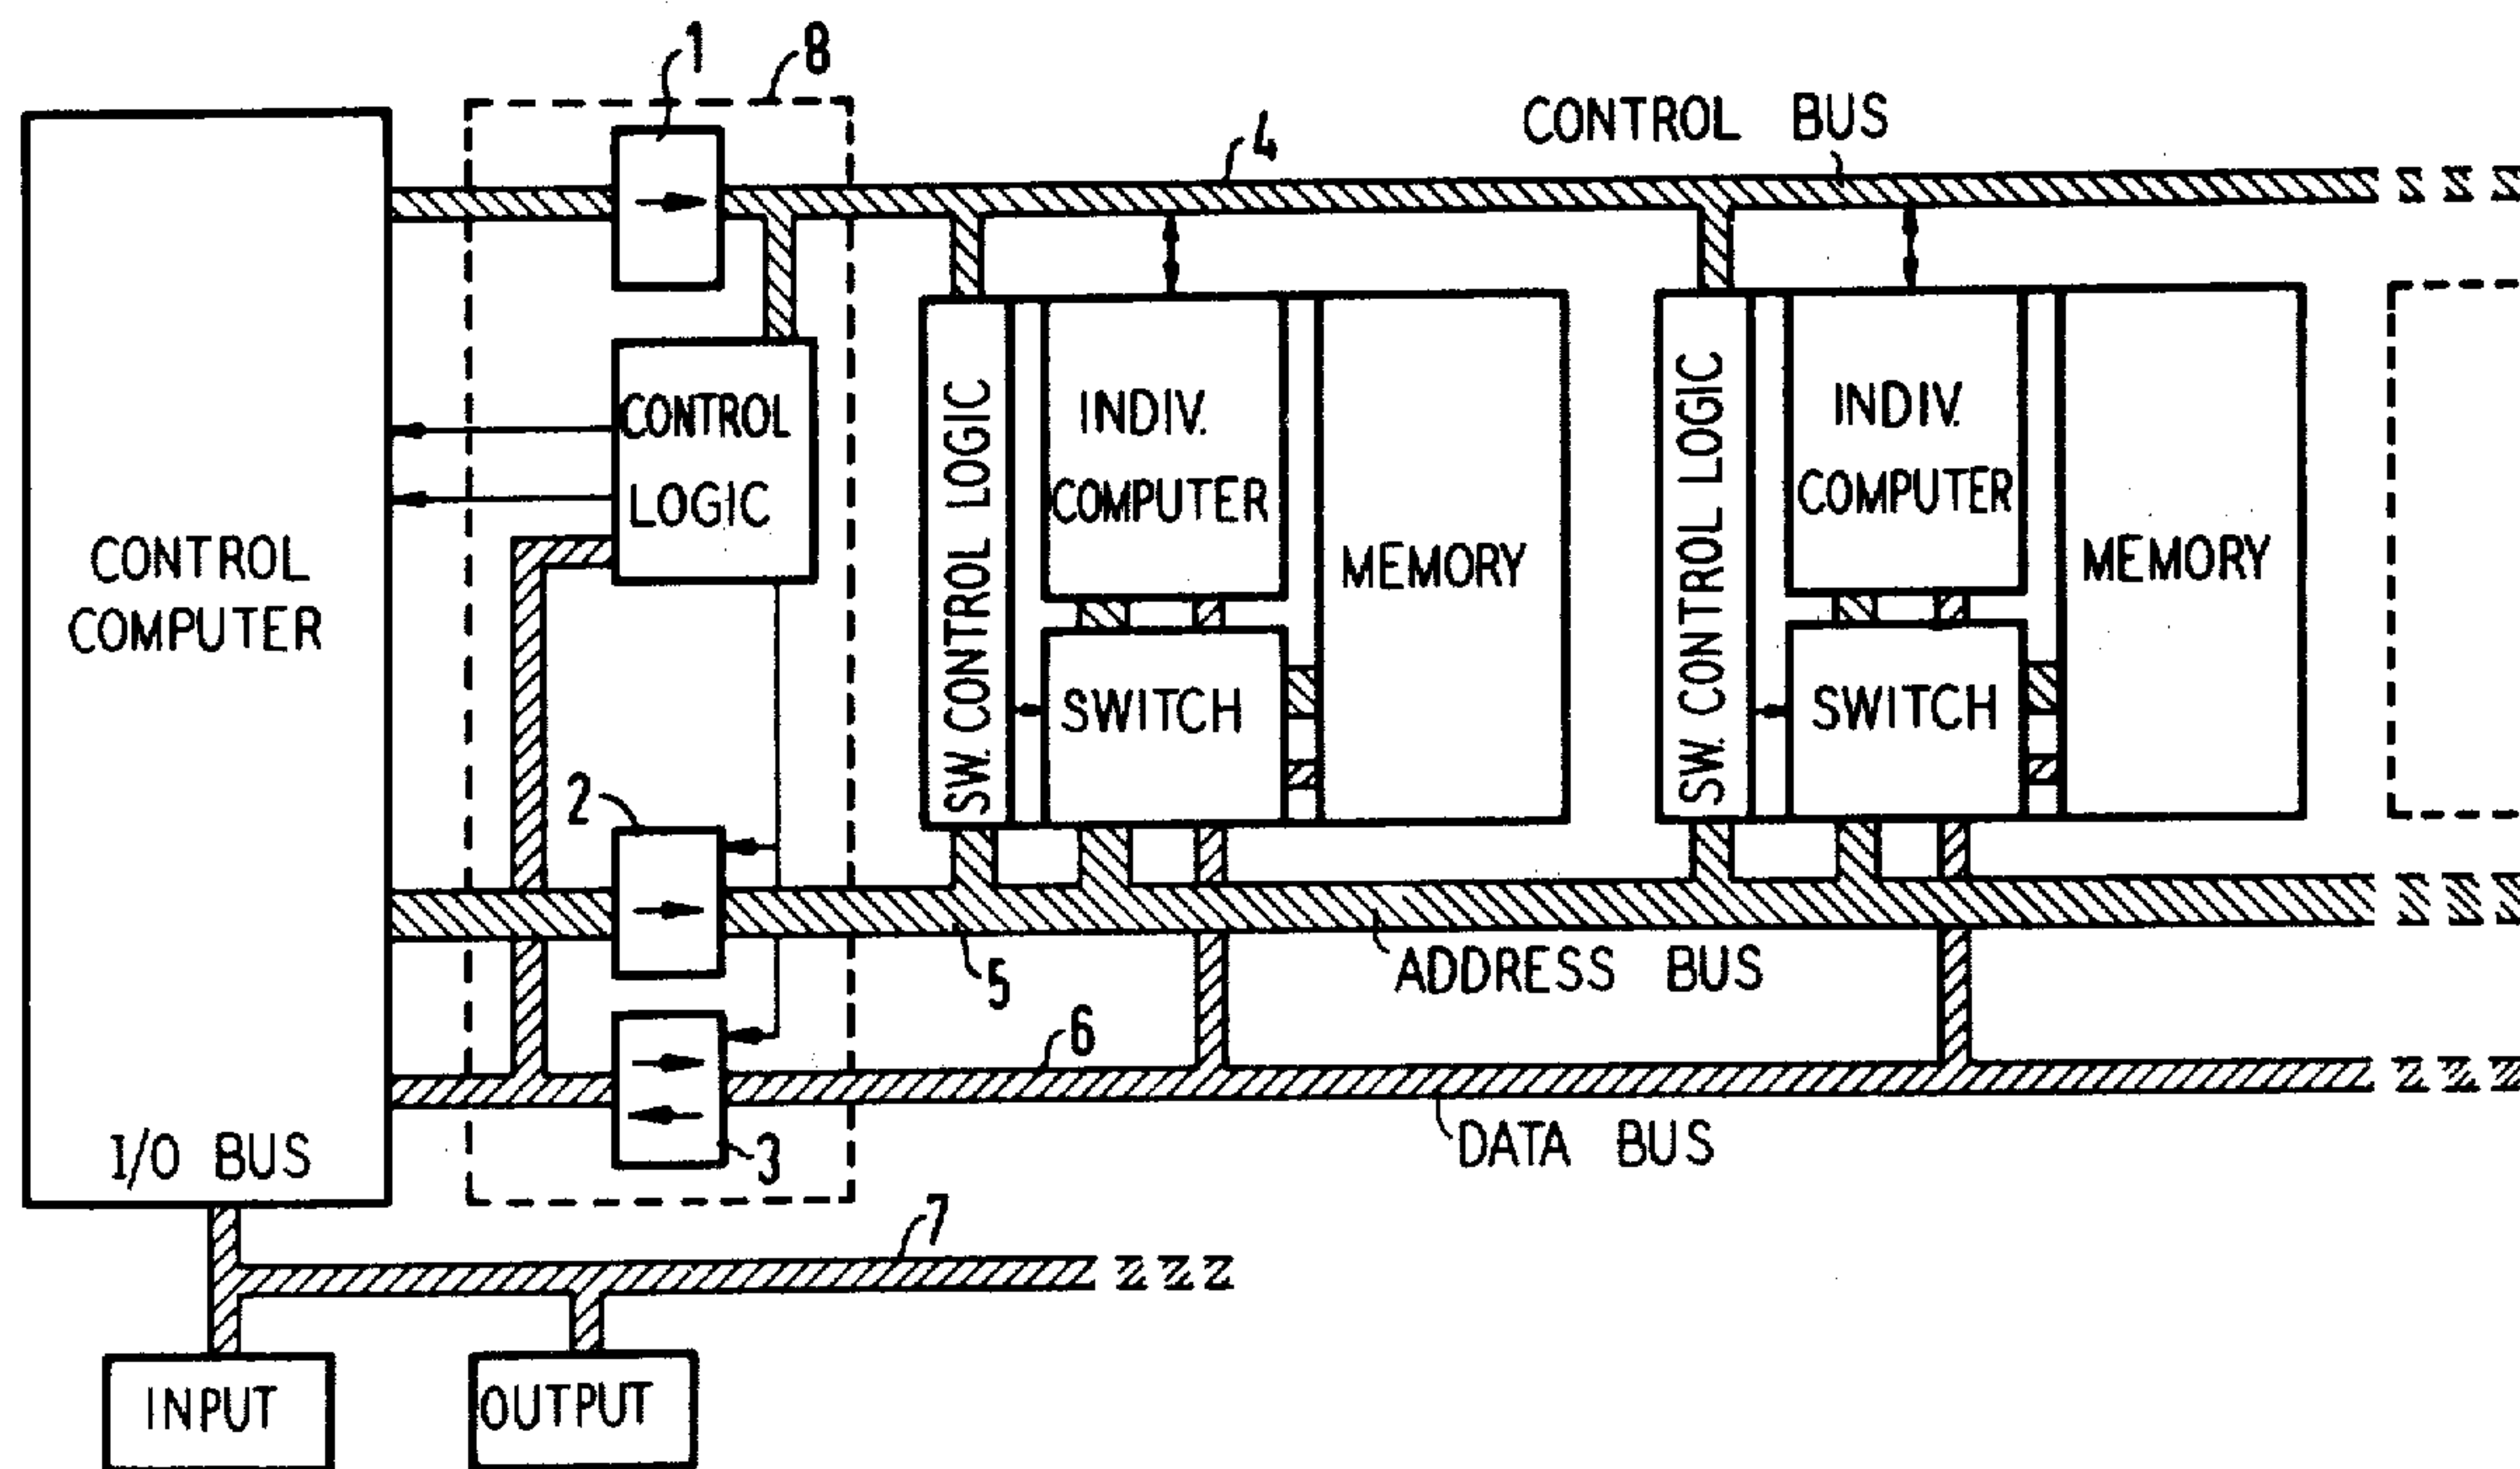 1
8
CONTROL BUS
4
CONTROL
COMPUTER
CONTROL
LOGIC
SW. CONTROL LOGIC
INDIV.
COMPUTER
MEMORY
SWITCH
SW. CONTROL LOGIC
INDIV.
COMPUTER
MEMORY
SWITCH
2
5
ADDRESS BUS
6
3
DATA BUS
I/O BUS
7
INPUT
OUTPUT